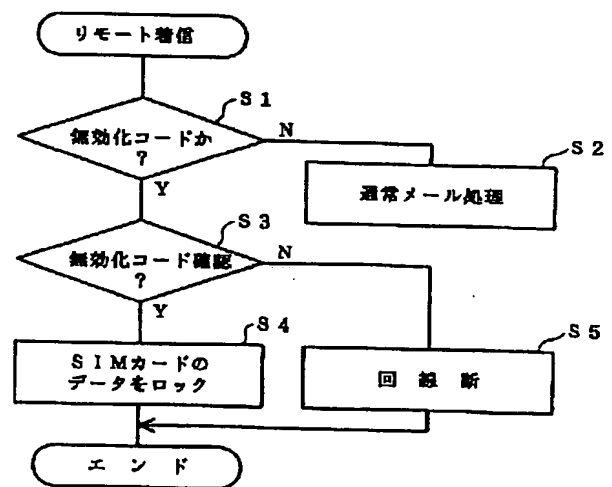 リモート着信
S1
無効化コードか
?
N
S2
通常メール処理
Y
S3
無効化コード確認
?
N
Y
S4
SIMカードの
データをロック
S5
回線断
エンド